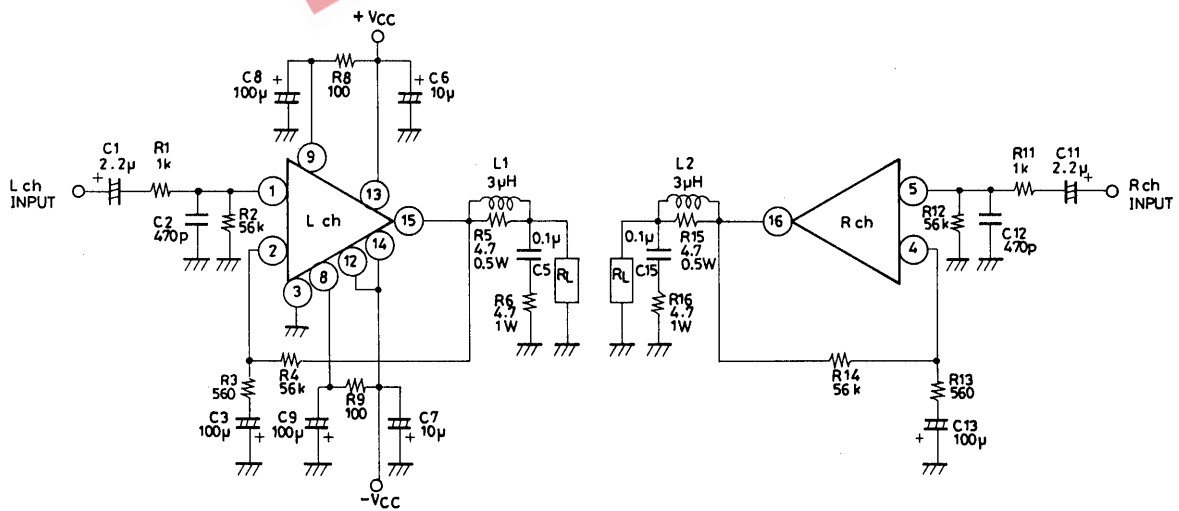 + VCC
C8
100μ
+
R8
100
+
C6
10μ
C1
2.2μ
+
R1
1k
L ch
INPUT
C2
470p
R2
56k
1
2
3
8
9
12
13
14
15
L ch
L1
3μH
R5
4.7
0.5W
0.1μ
C5
R6
4.7
1W
RL
R3
560
R4
56k
C3
100μ
+
C9
100μ
+
R9
100
C7
10μ
+
-VCC
L2
3μH
0.1μ
C15
R15
4.7
0.5W
RL
R16
4.7
1W
16
R ch
5
4
R11
1k
C11
2.2μ
+
R ch
INPUT
R12
56k
C12
470p
R14
56k
R13
560
C13
100μ
+